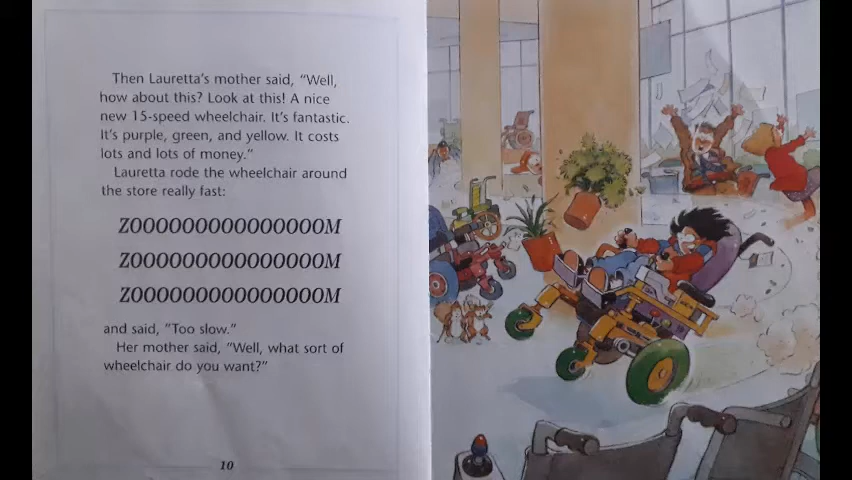 Then Lauretta's mother said, "Well,
how about this? Look at this! A nice
new 15-speed wheelchair. It's fantastic.
It's purple, green, and yellow. It costs
lots and lots of money."
Lauretta rode the wheelchair around
the store really fast:
ZOOOOOOOOOOOOOOOM
ZOOOOOOOOOOOOOOOM
ZOOOOOOOOOOOOOOOM
and said, "Too slow."
Her mother said, "Well, what sort of
wheelchair do you want?"
10